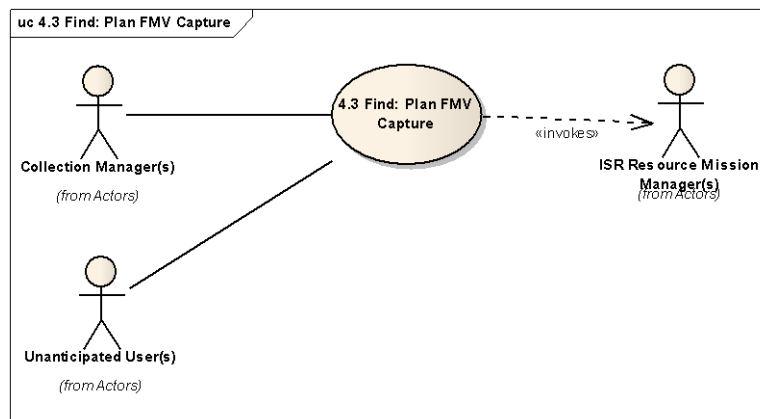 uc 4.3 Find: Plan FMV Capture
4.3 Find: Plan FMV
Capture
«invokes»
Collection Manager(s)
(from Actors)
ISR Resource Mission
Manager(s)
(from Actors)
Unanticipated User(s)
(from Actors)